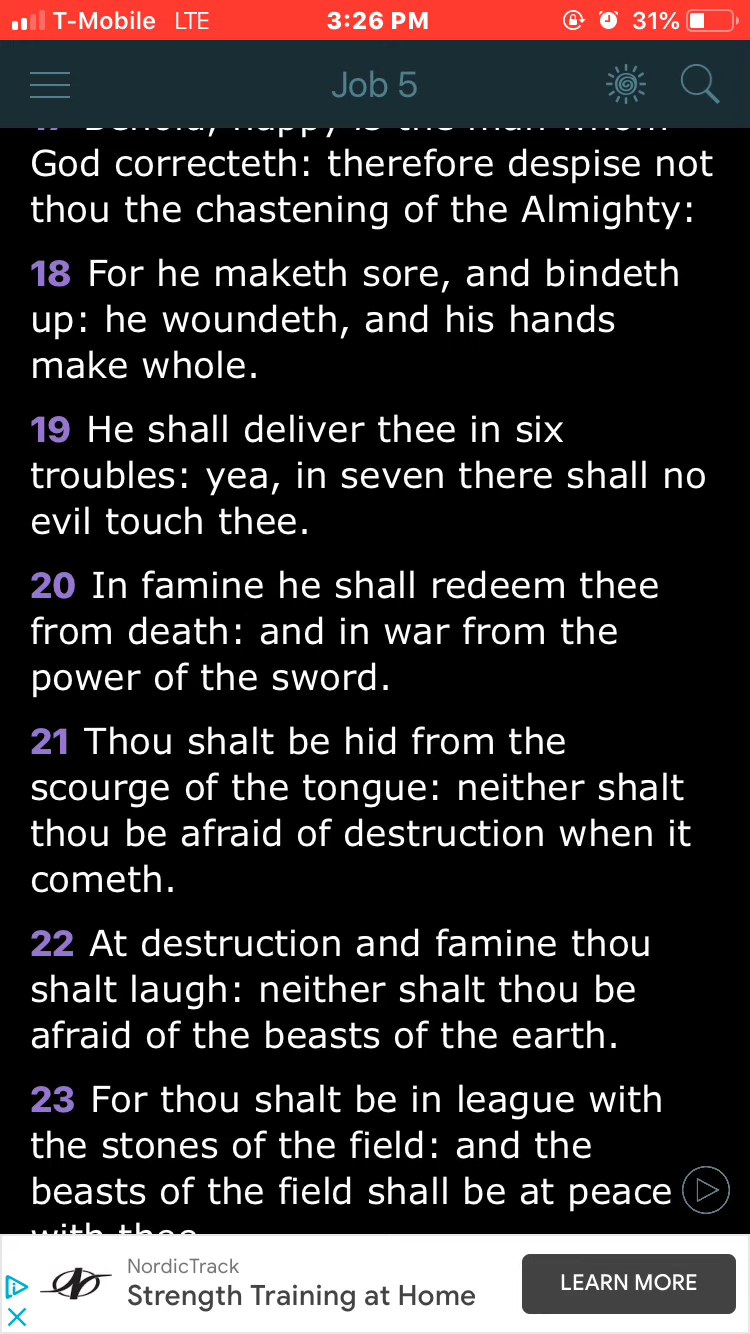 T-Mobile LTE 3:26 PM 31%
Job 5
God correcteth: therefore despise not
thou the chastening of the Almighty:
18 For he maketh sore, and bindeth
up: he woundeth, and his hands
make whole.
19 He shall deliver thee in six
troubles: yea, in seven there shall no
evil touch thee.
20 In famine he shall redeem thee
from death: and in war from the
power of the sword.
21 Thou shalt be hid from the
scourge of the tongue: neither shalt
thou be afraid of destruction when it
cometh.
22 At destruction and famine thou
shalt laugh: neither shalt thou be
afraid of the beasts of the earth.
23 For thou shalt be in league with
the stones of the field: and the
beasts of the field shall be at peace
with thee
NordicTrack
Strength Training at Home
LEARN MORE